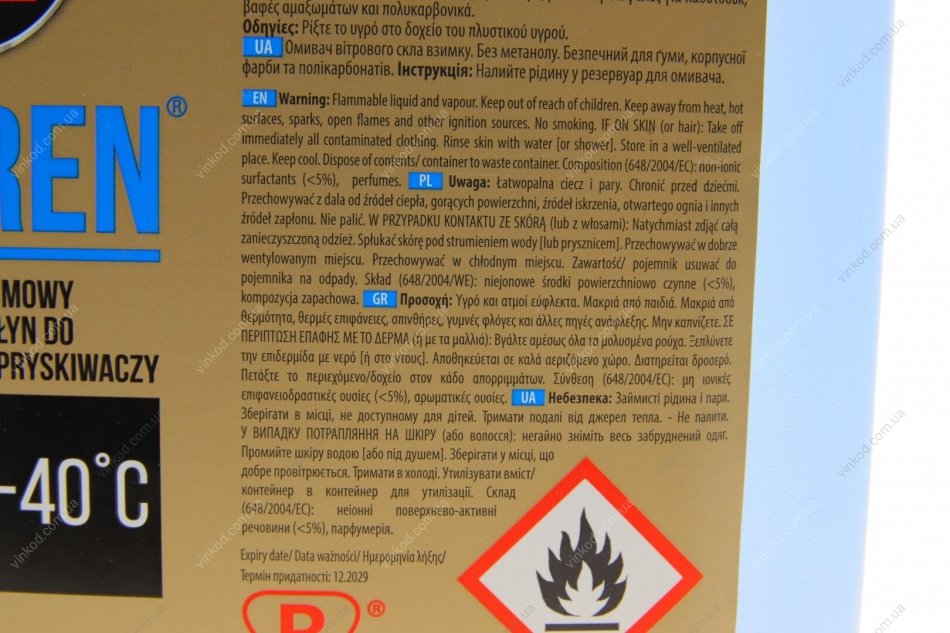 βαφές αμαξωμάτων και πολυκαρβονικά.
Οδηγίες: Ρίξτε το υγρό στο δοχείο του πλυστικού υγρού.
UA Омивач вітрового скла взимку. Без метанолу. Безпечний для ґуми, корпусної
фарби та полікарбонатів. Інструкція: Налийте рідину у резервуар для омивача.
EN Warning: Flammable liquid and vapour. Keep out of reach of children. Keep away from heat, hot
surfaces, sparks, open flames and other ignition sources. No smoking. IF ON SKIN (or hair): Take off
immediately all contaminated clothing. Rinse skin with water [or shower]. Store in a well-ventilated
place. Keep cool. Dispose of contents/ container to waste container. Composition (648/2004/EC): non-ionic
surfactants (<5%), perfumes. PL Uwaga: Łatwopalna ciecz i pary. Chronić przed dziećmi.
Przechowywać z dala od źródeł ciepła, gorących powierzchni, źródeł iskrzenia, otwartego ognia i innych
źródeł zapłonu. Nie palić. W PRZYPADKU KONTAKTU ZE SKÓRĄ (lub z włosami): Natychmiast zdjąć całą
zanieczyszczoną odzież. Spłukać skórę pod strumieniem wody [lub prysznicem]. Przechowywać w dobrze
wentylowanym miejscu. Przechowywać w chłodnym miejscu. Zawartość/ pojemnik usuwać do
pojemnika na odpady. Skład (648/2004/WE): niejonowe środki powierzchniowo czynne (<5%),
kompozycja zapachowa. GR Προσοχή: Υγρό και ατμοί εύφλεκτα. Μακριά από παιδιά. Μακριά από
θερμότητα, θερμές επιφάνειες, σπινθήρες, γυμνές φλόγες και άλλες πηγές ανάφλεξης. Μην καπνίζετε. ΣΕ
ΠΕΡΙΠΤΩΣΗ ΕΠΑΦΗΣ ΜΕ ΤΟ ΔΕΡΜΑ (ή με τα μαλλιά): Βγάλτε αμέσως όλα τα μολυσμένα ρούχα. Ξεπλύνετε
την επιδερμίδα με νερό [ή στο ντους]. Αποθηκεύεται σε καλά αεριζόμενο χώρο. Διατηρείται δροσερό.
Πετάξτε το περιεχόμενο/δοχείο στον κάδο απορριμμάτων. Σύνθεση (648/2004/EC): μη ιονικές
επιφανειοδραστικές ουσίες (<5%), αρωματικές ουσίες. UA Небезпека: Займисті рідина і пари.
Зберігати в місці, не доступному для дітей. Тримати подалі від джерел тепла. - Не палити.
У ВИПАДКУ ПОТРАПЛЯННЯ НА ШКІРУ (або волосся): негайно зніміть весь забруднений одяг.
Промийте шкіру водою [або під душем]. Зберігати у місці, що
добре провітрюється. Тримати в холоді. Утилізувати вміст/
контейнер в контейнер для утилізації. Склад
(648/2004/EC): неіонні поверхнево-активні
речовини (<5%), парфумерія.
Expiry date/ Data ważności/ Ημερομηνία λήξης/
Термін придатності: 12.2029
REN®
MOWY
ŁYN DO
PRYSKIWACZY
-40°C
®
vinkod.com.ua